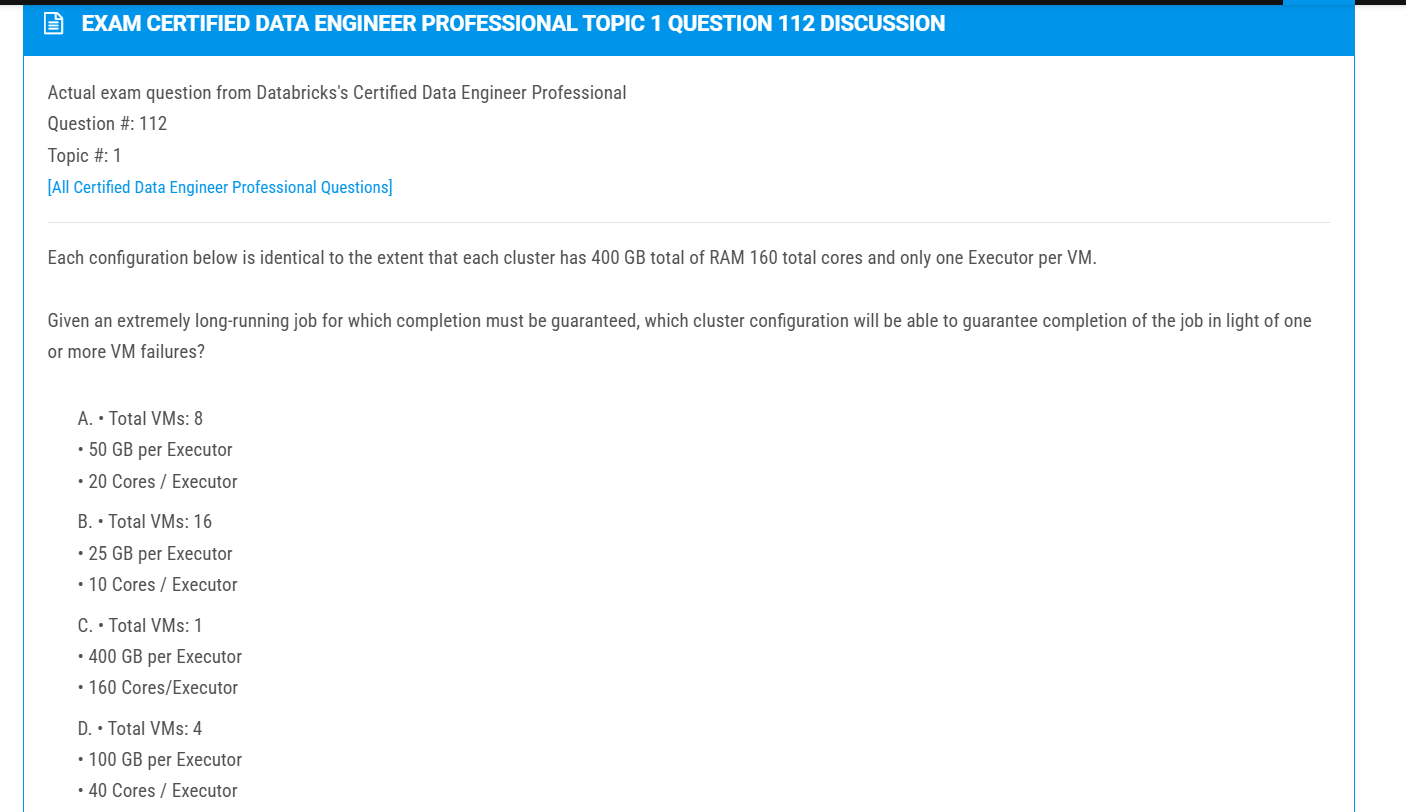 EXAM CERTIFIED DATA ENGINEER PROFESSIONAL TOPIC 1 QUESTION 112 DISCUSSION
Actual exam question from Databricks's Certified Data Engineer Professional
Question #: 112
Topic #: 1
[All Certified Data Engineer Professional Questions]
Each configuration below is identical to the extent that each cluster has 400 GB total of RAM 160 total cores and only one Executor per VM.
Given an extremely long-running job for which completion must be guaranteed, which cluster configuration will be able to guarantee completion of the job in light of one
or more VM failures?
A. • Total VMs: 8
• 50 GB per Executor
• 20 Cores / Executor
B. • Total VMs: 16
• 25 GB per Executor
• 10 Cores / Executor
C. • Total VMs: 1
• 400 GB per Executor
• 160 Cores/Executor
D. • Total VMs: 4
• 100 GB per Executor
• 40 Cores / Executor